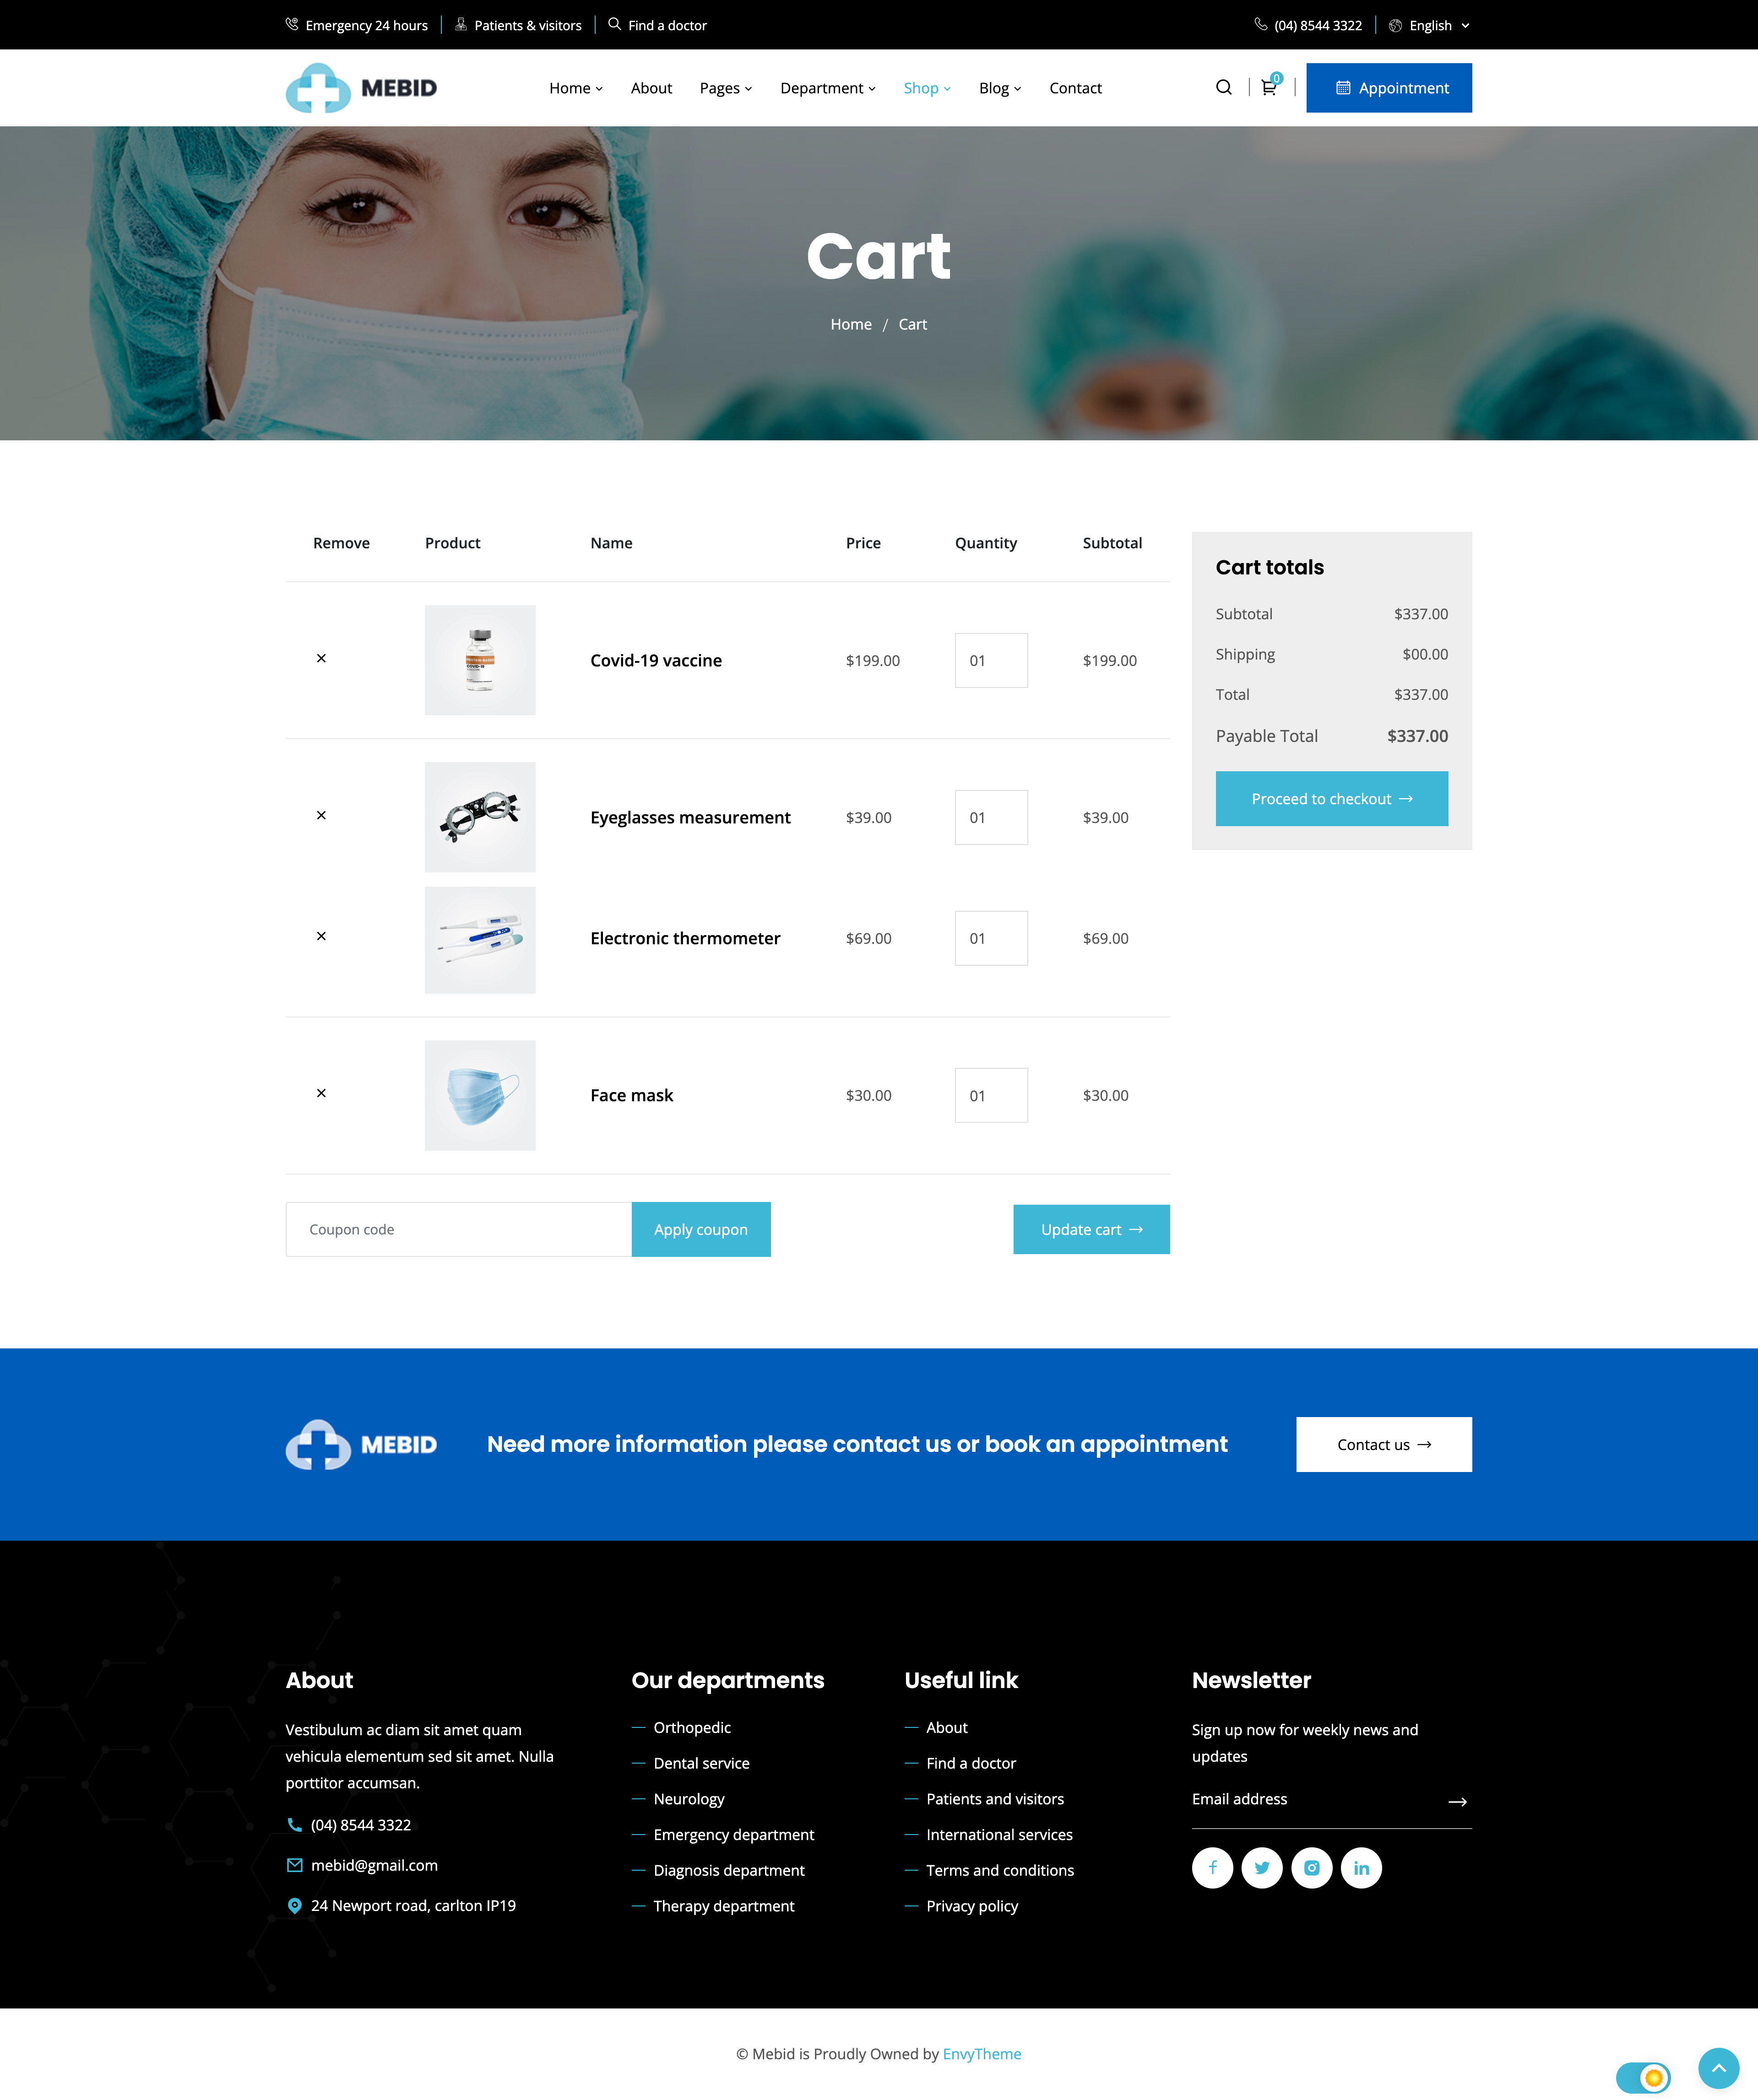 Emergency 24 hours
Patients & visitors
Find a doctor
(04) 8544 3322
English
MEBID
Home
About
Pages
Department
Shop
Blog
Contact
0
Appointment
Cart
Home / Cart
Remove Product Name Price Quantity Subtotal
COVID-19
Covid-19 vaccine $199.00 01 $199.00
Eyeglasses measurement $39.00 01 $39.00
Electronic thermometer $69.00 01 $69.00
Face mask $30.00 01 $30.00
Coupon code
Apply coupon
Update cart
Cart totals
Subtotal $337.00
Shipping $00.00
Total $337.00
Payable Total $337.00
Proceed to checkout
MEBID
Need more information please contact us or book an appointment
Contact us
About
Vestibulum ac diam sit amet quam
vehicula elementum sed sit amet. Nulla
porttitor accumsan.
(04) 8544 3322
mebid@gmail.com
24 Newport road, carlton IP19
Our departments
Orthopedic
Dental service
Neurology
Emergency department
Diagnosis department
Therapy department
Useful link
About
Find a doctor
Patients and visitors
International services
Terms and conditions
Privacy policy
Newsletter
Sign up now for weekly news and
updates
Email address
© Mebid is Proudly Owned by EnvyTheme